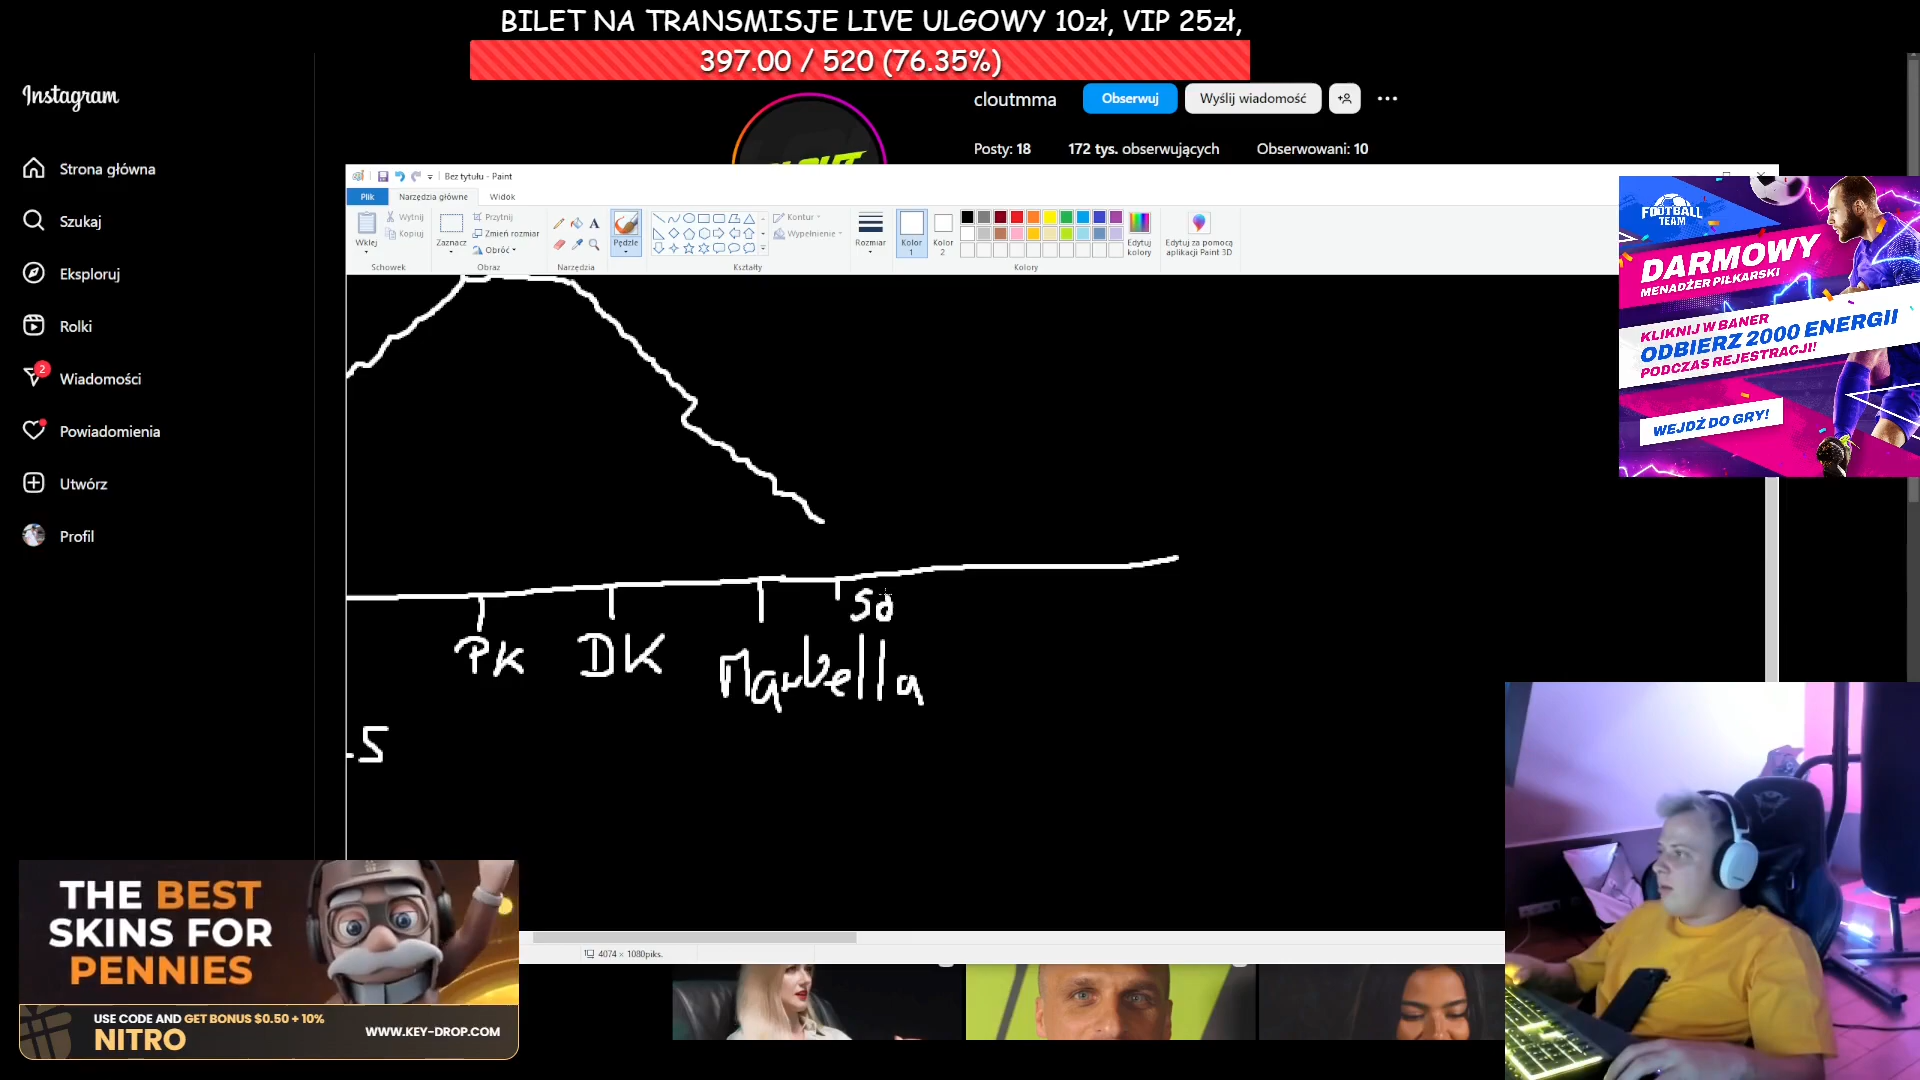 BILET NA TRANSMISJE LIVE ULGOWY 10zł, VIP 25zł,
397.00 / 520 (76.35%)
Instagram
cloutmma
Obserwuj
Wyślij wiadomość
Posty: 18
172 tys. obserwujących
Obserwowani: 10
Strona główna
Szukaj
Eksploruj
Rolki
2
Wiadomości
Powiadomienia
Utwórz
Profil
Bez tytułu - Paint
Plik
Narzędzia główne
Widok
Wklej
Wytnij
Kopiuj
Schowek
Zaznacz
Przytnij
Zmień rozmiar
Obróć
Obraz
A
Narzędzia
Pędzle
Kontur
Wypełnienie
Kształty
Rozmiar
Kolor 1
Kolor 2
Edytuj kolory
Kolory
Edytuj za pomocą
aplikacji Paint 3D
FOOTBALL
TEAM
DARMOWY
MENADŻER PIŁKARSKI
KLIKNIJ W BANER
ODBIERZ 2000 ENERGII
PODCZAS REJESTRACJI!
WEJDŹ DO GRY!
PK
DK
Marbella
So
-5
4074 × 1080piks.
THE BEST
SKINS FOR
PENNIES
USE CODE AND GET BONUS $0.50 + 10%
NITRO
WWW.KEY-DROP.COM